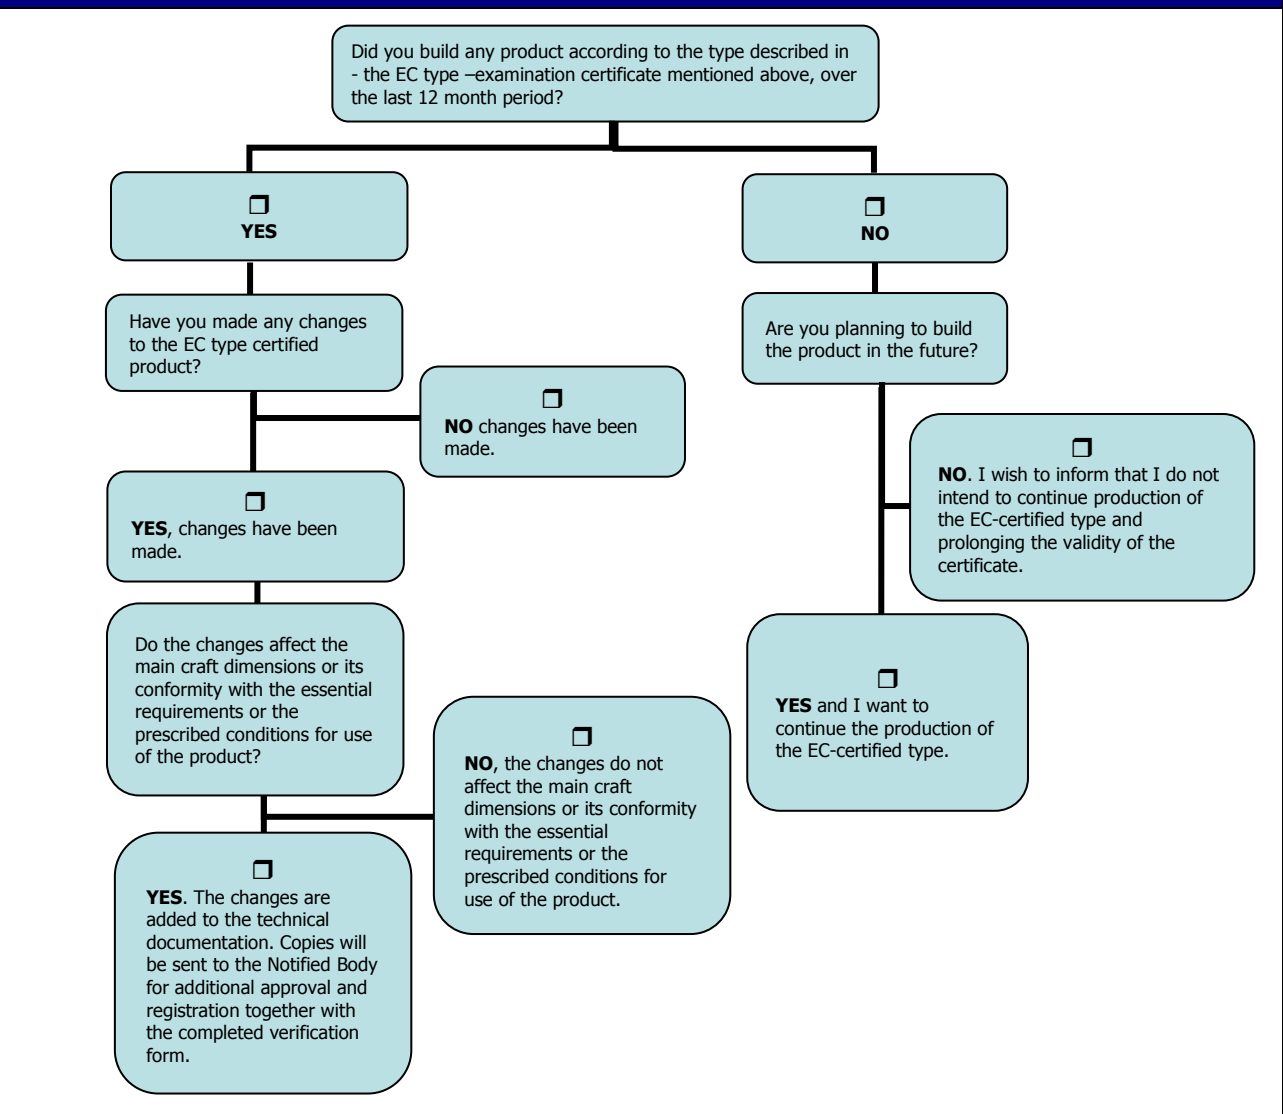 Did you build any product according to the type described in
- the EC type –examination certificate mentioned above, over
the last 12 month period?
❒
YES
❒
NO
Have you made any changes
to the EC type certified
product?
Are you planning to build
the product in the future?
❒
NO changes have been
made.
❒
NO. I wish to inform that I do not
intend to continue production of
the EC-certified type and
prolonging the validity of the
certificate.
❒
YES, changes have been
made.
Do the changes affect the
main craft dimensions or its
conformity with the essential
requirements or the
prescribed conditions for use
of the product?
❒
YES and I want to
continue the production of
the EC-certified type.
❒
NO, the changes do not
affect the main craft
dimensions or its conformity
with the essential
requirements or the
prescribed conditions for
use of the product.
❒
YES. The changes are
added to the technical
documentation. Copies will
be sent to the Notified Body
for additional approval and
registration together with
the completed verification
form.